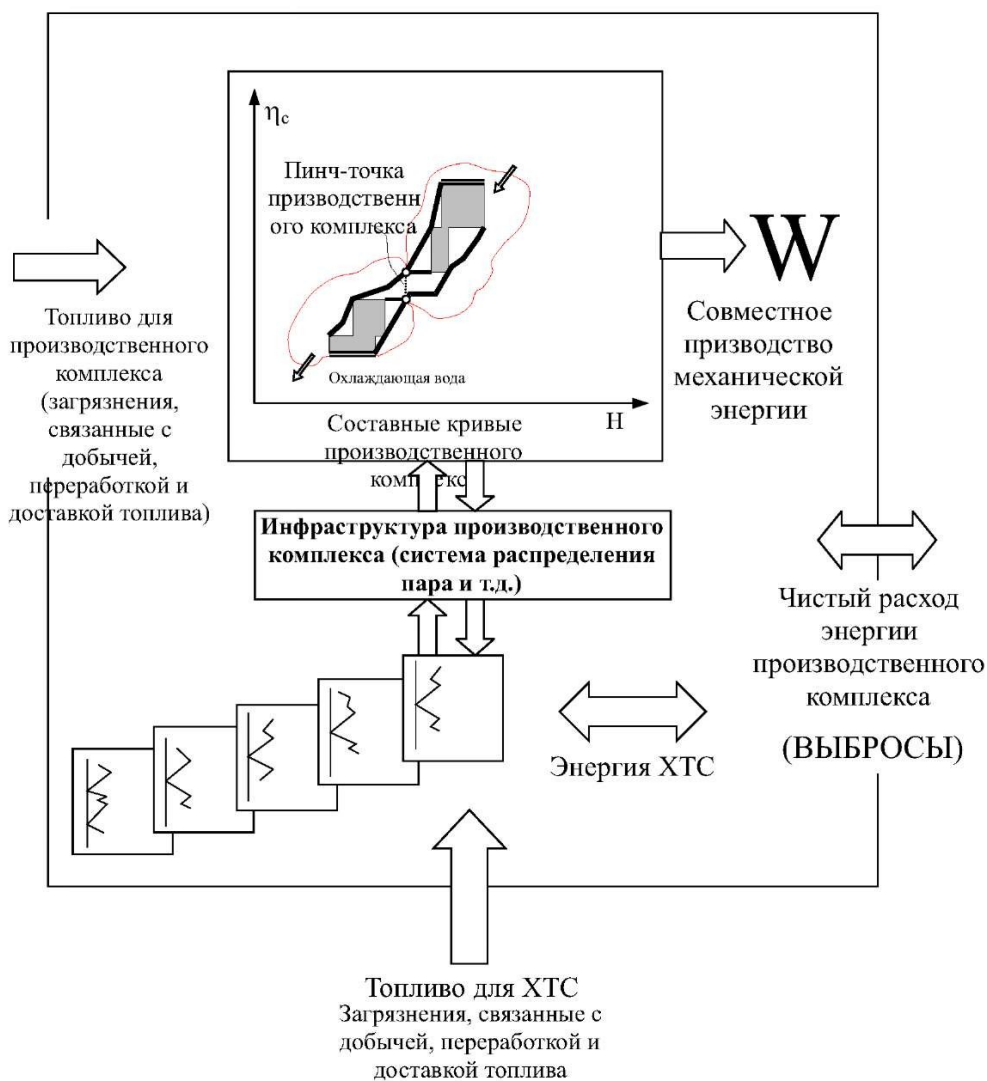 ηc
Пинч-точка
призводственн
ого комплекса
Охлаждающая вода
H
Составные кривые
производственного
комплекс
W
Совместное
призводство
механической
энергии
Топливо для
производственного
комплекса
(загрязнения,
связанные с
добычей,
переработкой и
доставкой топлива)
Инфраструктура производственного
комплекса (система распределения
пара и т.д.)
Чистый расход
энергии
производственного
комплекса
(ВЫБРОСЫ)
Энергия ХТС
Топливо для ХТС
Загрязнения, связанные с
добычей, переработкой и
доставкой топлива